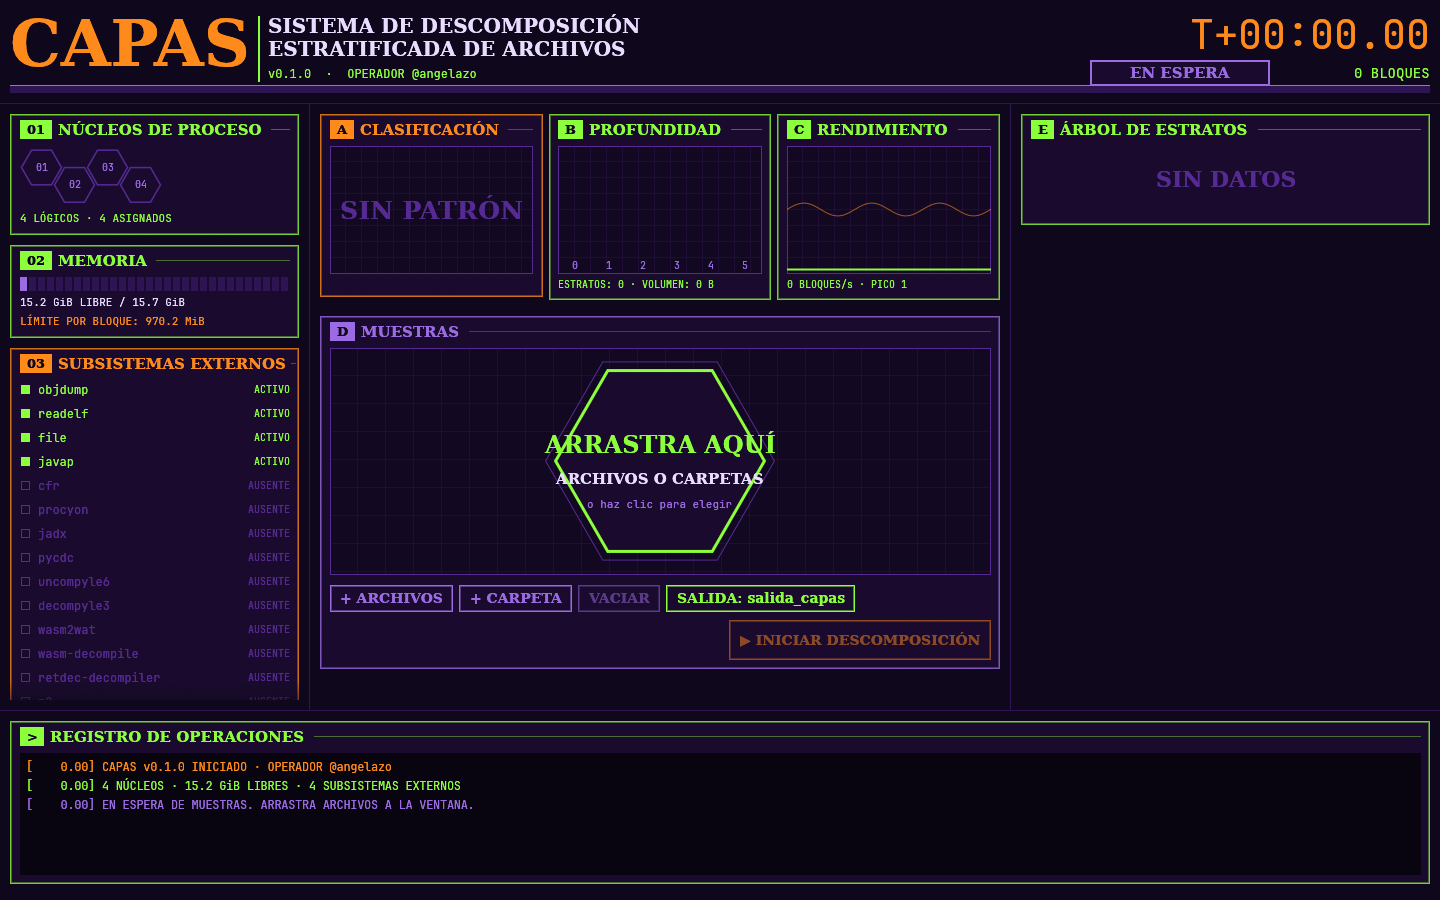 CAPAS
SISTEMA DE DESCOMPOSICIÓN
ESTRATIFICADA DE ARCHIVOS
v0.1.0 · OPERADOR @angelazo
T+00:00.00
EN ESPERA
0 BLOQUES
01 NÚCLEOS DE PROCESO
01
02
03
04
4 LÓGICOS · 4 ASIGNADOS
02 MEMORIA
15.2 GiB LIBRE / 15.7 GiB
LÍMITE POR BLOQUE: 970.2 MiB
03 SUBSISTEMAS EXTERNOS
objdump ACTIVO
readelf ACTIVO
file ACTIVO
javap ACTIVO
cfr AUSENTE
procyon AUSENTE
jadx AUSENTE
pycdc AUSENTE
uncompyle6 AUSENTE
decompyle3 AUSENTE
wasm2wat AUSENTE
wasm-decompile AUSENTE
retdec-decompiler AUSENTE
A CLASIFICACIÓN
SIN PATRÓN
B PROFUNDIDAD
0 1 2 3 4 5
ESTRATOS: 0 · VOLUMEN: 0 B
C RENDIMIENTO
0 BLOQUES/s · PICO 1
D MUESTRAS
ARRASTRA AQUÍ
ARCHIVOS O CARPETAS
o haz clic para elegir
+ ARCHIVOS
+ CARPETA
VACIAR
SALIDA: salida_capas
▶ INICIAR DESCOMPOSICIÓN
E ÁRBOL DE ESTRATOS
SIN DATOS
> REGISTRO DE OPERACIONES
[    0.00] CAPAS v0.1.0 INICIADO · OPERADOR @angelazo
[    0.00] 4 NÚCLEOS · 15.2 GiB LIBRES · 4 SUBSISTEMAS EXTERNOS
[    0.00] EN ESPERA DE MUESTRAS. ARRASTRA ARCHIVOS A LA VENTANA.